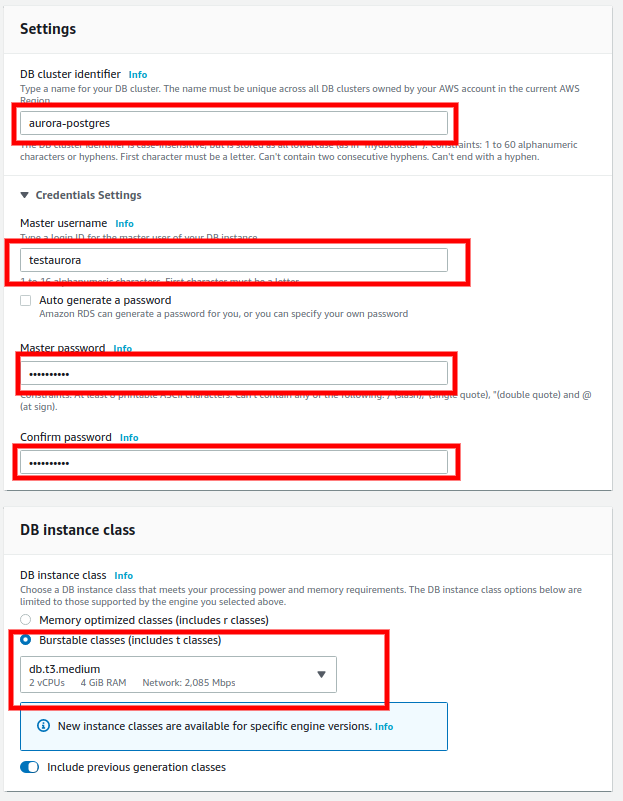 Settings
DB cluster identifier Info
Type a name for your DB cluster. The name must be unique across all DB clusters owned by your AWS account in the current AWS
Region.
aurora-postgres
The DB cluster identifier is case-insensitive, but is stored as all lowercase (as in "mydbcluster"). Constraints: 1 to 60 alphanumeric
characters or hyphens. First character must be a letter. Can't contain two consecutive hyphens. Can't end with a hyphen.
Credentials Settings
Master username Info
Type a login ID for the master user of your DB instance.
testaurora
1 to 16 alphanumeric characters. First character must be a letter
Auto generate a password
Amazon RDS can generate a password for you, or you can specify your own password
Master password Info
••••••••••
Constraints: At least 8 printable ASCII characters. Can't contain any of the following: / (slash), '(single quote), "(double quote) and @
(at sign).
Confirm password Info
••••••••••
DB instance class
DB instance class Info
Choose a DB instance class that meets your processing power and memory requirements. The DB instance class options below are
limited to those supported by the engine you selected above.
Memory optimized classes (includes r classes)
Burstable classes (includes t classes)
db.t3.medium
2 vCPUs 4 GiB RAM Network: 2,085 Mbps
New instance classes are available for specific engine versions. Info
Include previous generation classes